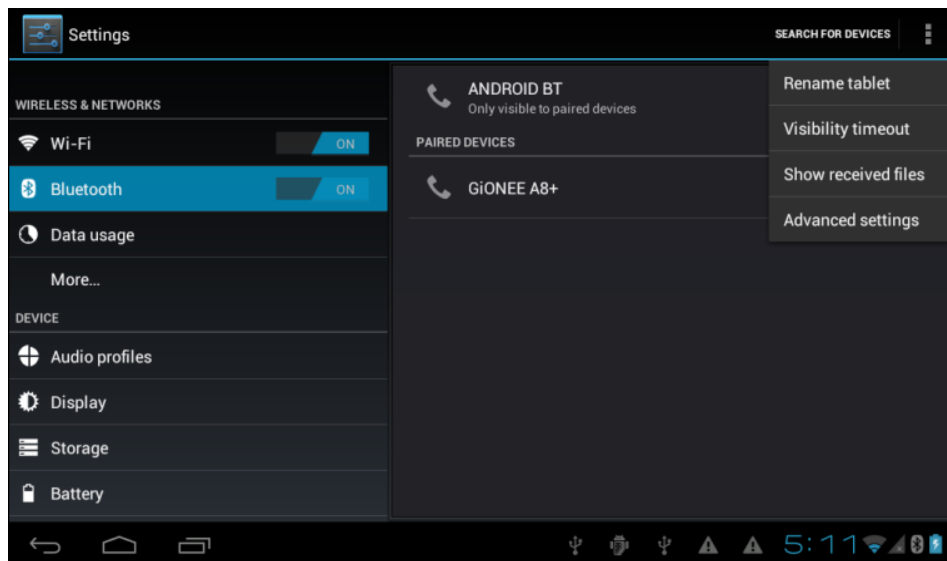 Settings
SEARCH FOR DEVICES
WIRELESS & NETWORKS
Wi-Fi
ON
Bluetooth
ON
Data usage
More...
DEVICE
Audio profiles
Display
Storage
Battery
ANDROID BT
Only visible to paired devices
PAIRED DEVICES
GiONEE A8+
Rename tablet
Visibility timeout
Show received files
Advanced settings
5:11